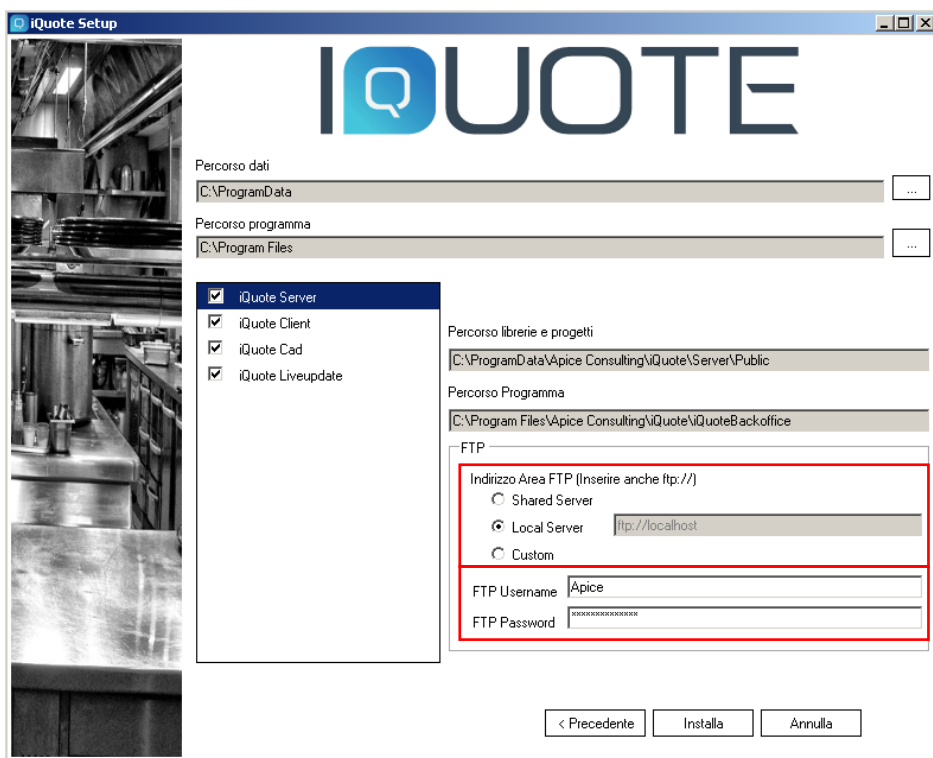 iQuote Setup
IQUOTE
Percorso dati
C:\ProgramData
...
Percorso programma
C:\Program Files
...
iQuote Server
iQuote Client
iQuote Cad
iQuote Liveupdate
Percorso librerie e progetti
C:\ProgramData\Apice Consulting\iQuote\Server\Public
Percorso Programma
C:\Program Files\Apice Consulting\iQuote\iQuoteBackoffice
FTP
Indirizzo Area FTP (Inserire anche ftp://)
Shared Server
Local Server ftp://localhost
Custom
FTP Username Apice
FTP Password **************
< Precedente Installa Annulla